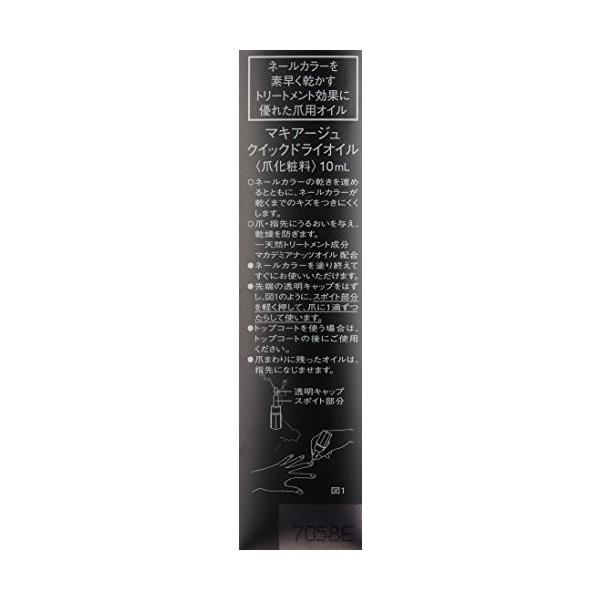 ネールカラーを
素早く乾かす
トリートメント効果に
優れた爪用オイル
マキアージュ
クイックドライオイル
〈爪化粧料〉10mL
○ネールカラーの乾きを速め
るとともに、ネールカラーが
乾くまでのキズをつきにくく
します。
○爪・指先にうるおいを与え、
乾燥を防ぎます。
―天然トリートメント成分
マカデミアナッツオイル 配合
●ネールカラーを塗り終えて
すぐにお使いいただけます。
●先端の透明キャップをはず
し、図1のように、スポイト部分
を軽く押して、爪に1滴ずつ
たらして使います。
●トップコートを使う場合は、
トップコートの後にご使用
ください。
●爪まわりに残ったオイルは、
指先になじませます。
透明キャップ
スポイト部分
図1
7058E